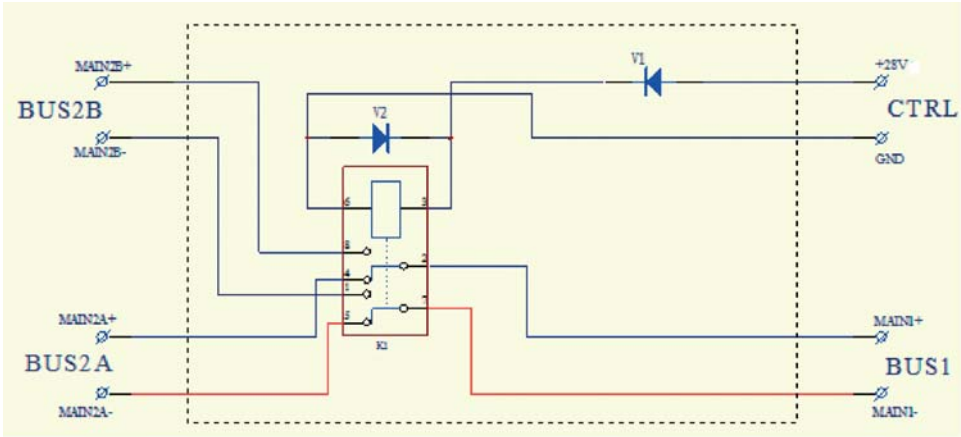 MAIN2B+
BUS2B
MAIN2B-
V1
+28V
CTRL
GND
V2
6
3
8
4
2
1
5
7
K1
MAIN2A+
BUS2A
MAIN2A-
MAIN1+
BUS1
MAIN1-